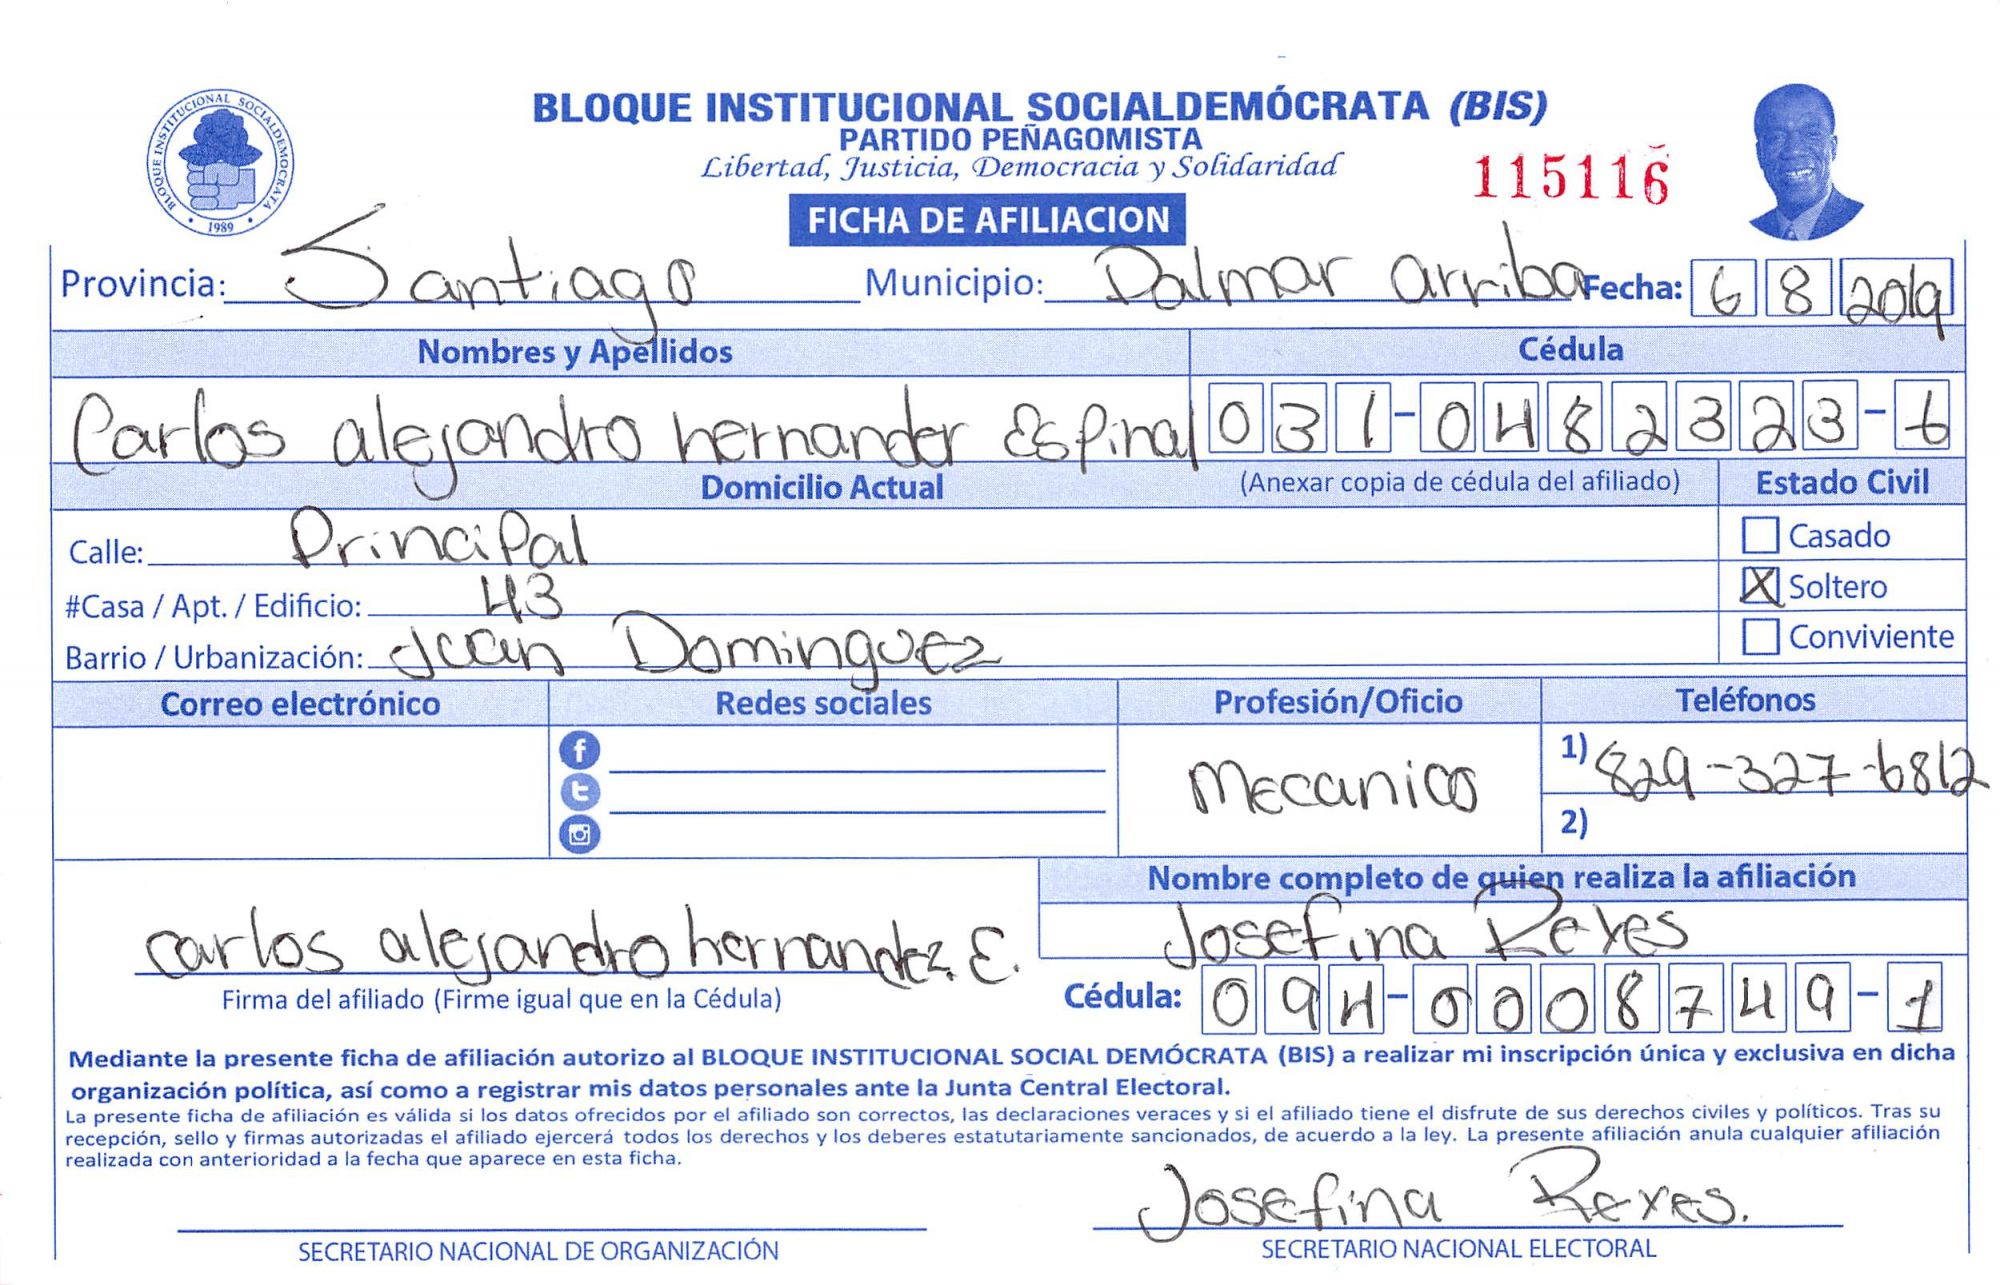 BLOQUE INSTITUCIONAL SOCIALDEMÓCRATA (BIS)
PARTIDO PEÑAGOMISTA
Libertad, Justicia, Democracia y Solidaridad
115116
BLOQUE INSTITUCIONAL SOCIALDEMOCRATA
1989
FICHA DE AFILIACION
Provincia: Santiago Municipio: Palmar arriba Fecha: 6 8 2019
Nombres y Apellidos Cédula
Carlos alejandro hernander Espinal 031-0482323-6
Domicilio Actual (Anexar copia de cédula del afiliado) Estado Civil
Calle: Principal Casado
#Casa / Apt. / Edificio: 43 X Soltero
Barrio / Urbanización: Juan Dominguez Conviviente
Correo electrónico Redes sociales Profesión/Oficio Teléfonos
Mecanico 1) 829-327-6812
2)
Nombre completo de quien realiza la afiliación
Josefina Reyes
carlos alejandro hernandez. E.
Firma del afiliado (Firme igual que en la Cédula) Cédula: 094-0008749-1
Mediante la presente ficha de afiliación autorizo al BLOQUE INSTITUCIONAL SOCIAL DEMÓCRATA (BIS) a realizar mi inscripción única y exclusiva en dicha
organización política, así como a registrar mis datos personales ante la Junta Central Electoral.
La presente ficha de afiliación es válida si los datos ofrecidos por el afiliado son correctos, las declaraciones veraces y si el afiliado tiene el disfrute de sus derechos civiles y políticos. Tras su
recepción, sello y firmas autorizadas el afiliado ejercerá todos los derechos y los deberes estatutariamente sancionados, de acuerdo a la ley. La presente afiliación anula cualquier afiliación
realizada con anterioridad a la fecha que aparece en esta ficha.
Josefina Reyes.
SECRETARIO NACIONAL DE ORGANIZACIÓN SECRETARIO NACIONAL ELECTORAL